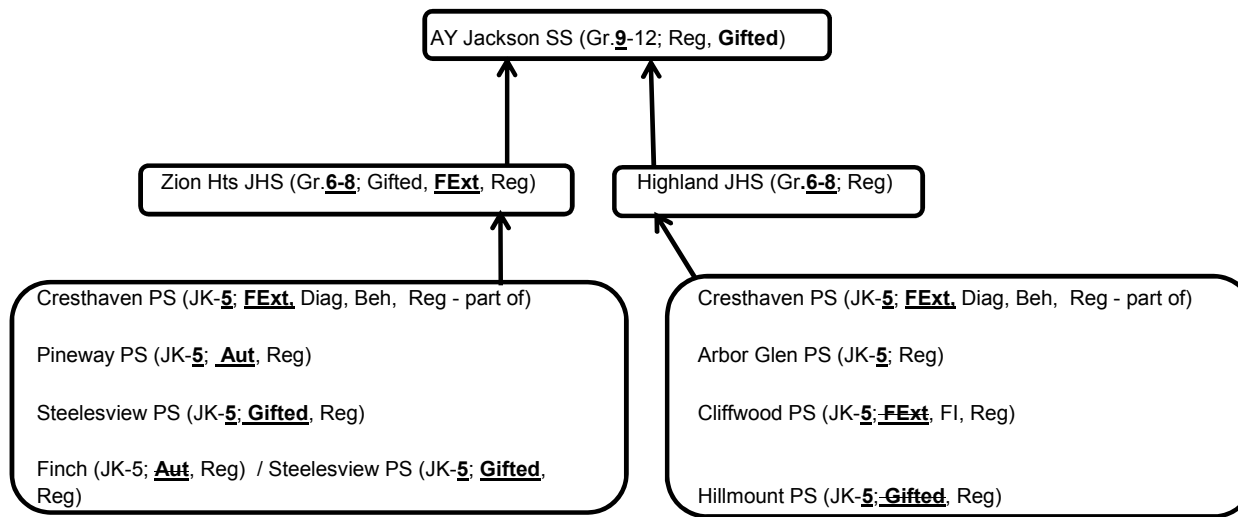 AY Jackson SS (Gr.9-12; Reg, Gifted)
Zion Hts JHS (Gr.6-8; Gifted, FExt, Reg)
Highland JHS (Gr.6-8; Reg)
Cresthaven PS (JK-5; FExt, Diag, Beh, Reg - part of)
Pineway PS (JK-5; Aut, Reg)
Steelesview PS (JK-5; Gifted, Reg)
Finch (JK-5; Aut, Reg) / Steelesview PS (JK-5; Gifted,
Reg)
Cresthaven PS (JK-5; FExt, Diag, Beh, Reg - part of)
Arbor Glen PS (JK-5; Reg)
Cliffwood PS (JK-5; FExt, FI, Reg)
Hillmount PS (JK-5; Gifted, Reg)